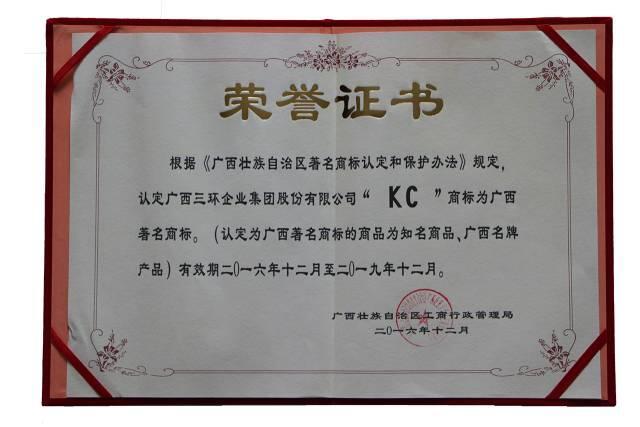 荣誉证书
根据《广西壮族自治区著名商标认定和保护办法》规定,
认定广西三环企业集团股份有限公司“ KC ”商标为广西
著名商标。(认定为广西著名商标的商品为知名商品、广西名牌
产品)有效期二〇一六年十二月至二〇一九年十二月。
广西壮族自治区工商行政管理局
二〇一六年十二月